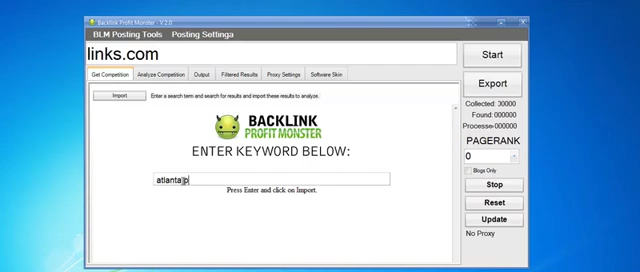 Backlink Profit Monster - V.2.0
BLM Posting Tools Posting Settinga
links.com
Start
Get Competition Analyze Competition Output Filtered Results Proxy Settings Software Skin
Import
Enter a search term and search for results and import these results to analyze.
Export
BACKLINK
PROFIT MONSTER
ENTER KEYWORD BELOW:
atlanta p
Press Enter and click on Import.
Collected: 00000
Found: 000000
Processe-000000
PAGERANK
0
Blogs Only
Stop
Reset
Update
No Proxy